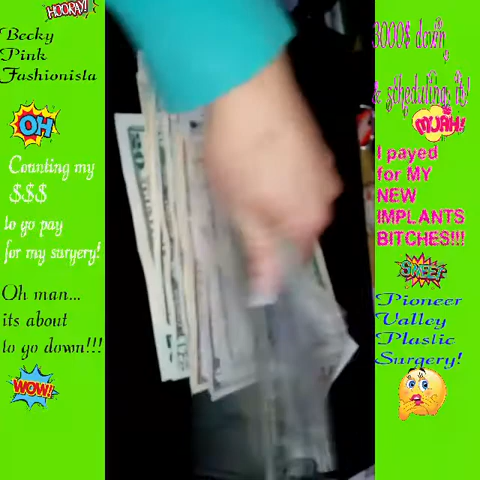 HOORAY!
Becky
Pink
Fashionista
OH
Counting my
$$$
to go pay
for my surgery!
Oh man...
its about
to go down!!!
WOW!
3000$ down,
& scheduling it!
MUAH!
I payed
for MY
NEW
IMPLANTS
BITCHES!!!
SWEET
Pioneer
Valley
Plastic
Surgery!